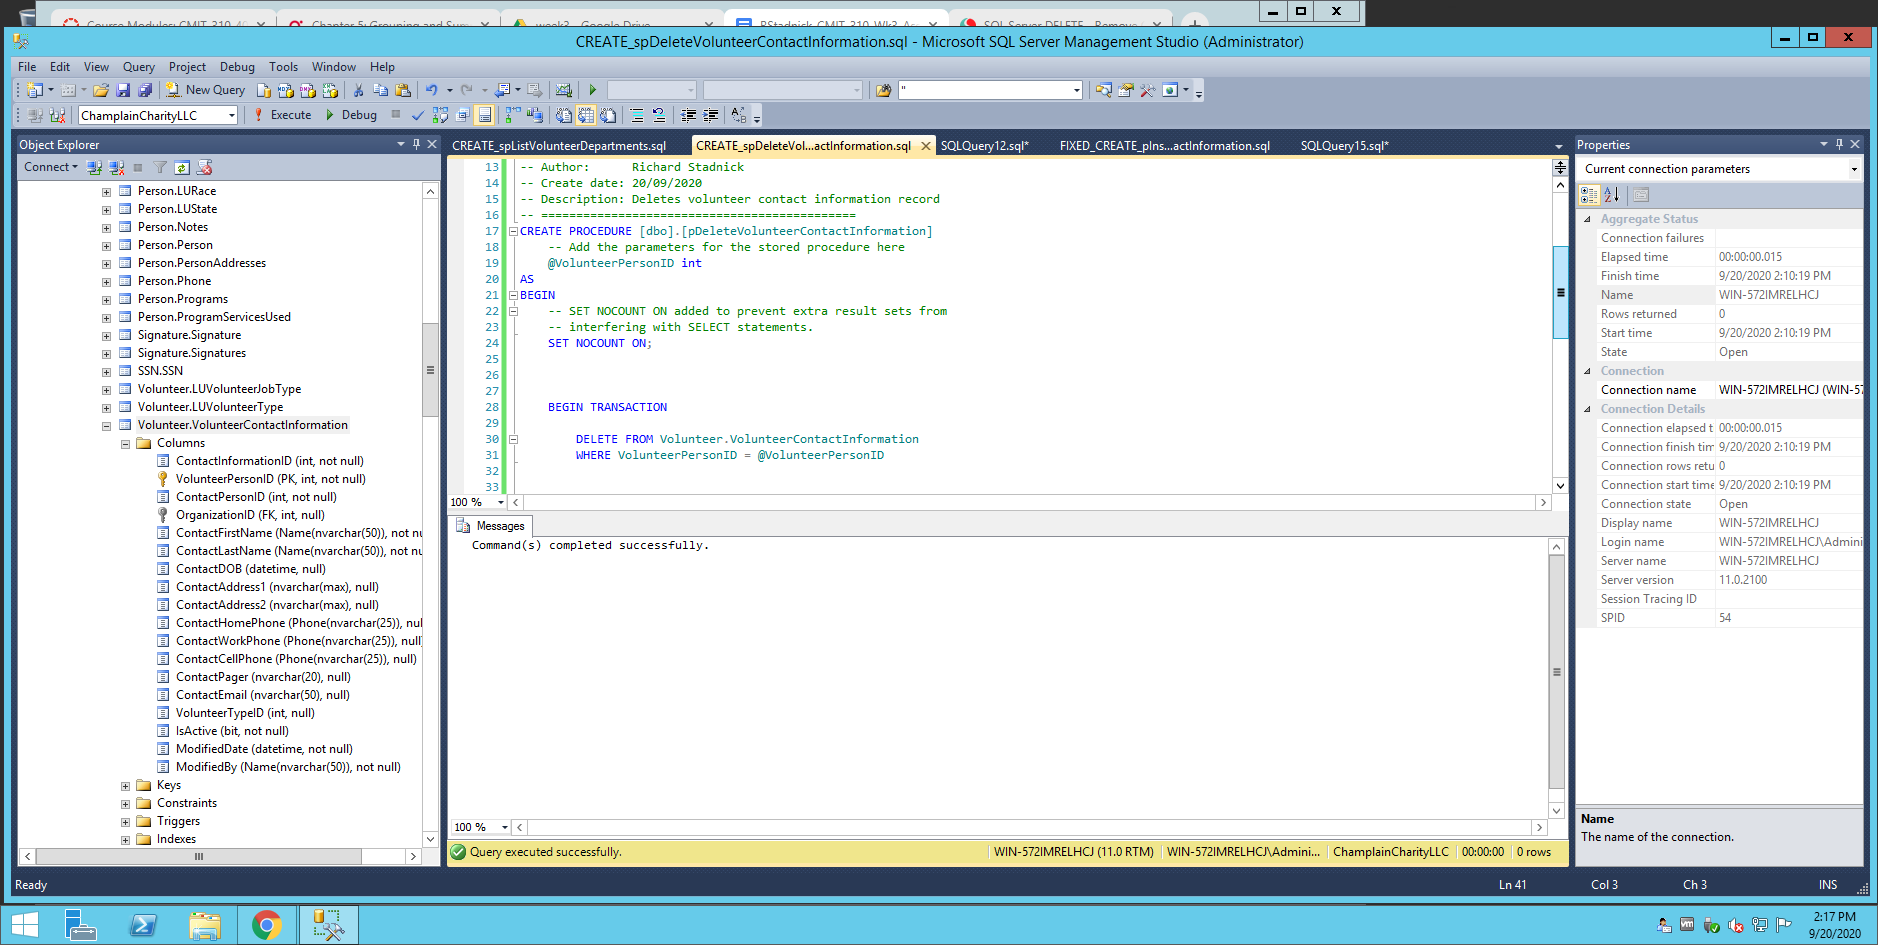 week3 - Google Drive
CREATE_spDeleteVolunteerContactInformation.sql - Microsoft SQL Server Management Studio (Administrator)
File Edit View Query Project Debug Tools Window Help
New Query "
ChamplainCharityLLC Execute Debug
Object Explorer
Connect
Person.LURace
Person.LUState
Person.Notes
Person.Person
Person.PersonAddresses
Person.Phone
Person.Programs
Person.ProgramServicesUsed
Signature.Signature
Signature.Signatures
SSN.SSN
Volunteer.LUVolunteerJobType
Volunteer.LUVolunteerType
Volunteer.VolunteerContactInformation
Columns
ContactInformationID (int, not null)
VolunteerPersonID (PK, int, not null)
ContactPersonID (int, not null)
OrganizationID (FK, int, null)
ContactFirstName (Name(nvarchar(50)), not nu
ContactLastName (Name(nvarchar(50)), not nu
ContactDOB (datetime, null)
ContactAddress1 (nvarchar(max), null)
ContactAddress2 (nvarchar(max), null)
ContactHomePhone (Phone(nvarchar(25)), nul
ContactWorkPhone (Phone(nvarchar(25)), null
ContactCellPhone (Phone(nvarchar(25)), null)
ContactPager (nvarchar(20), null)
ContactEmail (nvarchar(50), null)
VolunteerTypeID (int, null)
IsActive (bit, not null)
ModifiedDate (datetime, not null)
ModifiedBy (Name(nvarchar(50)), not null)
Keys
Constraints
Triggers
Indexes
CREATE_spListVolunteerDepartments.sql CREATE_spDeleteVol...actInformation.sql SQLQuery12.sql* FIXED_CREATE_pIns...actInformation.sql SQLQuery15.sql*
13 -- Author: Richard Stadnick
14 -- Create date: 20/09/2020
15 -- Description: Deletes volunteer contact information record
16 -- =============================================
17 CREATE PROCEDURE [dbo].[pDeleteVolunteerContactInformation]
18 -- Add the parameters for the stored procedure here
19 @VolunteerPersonID int
20 AS
21 BEGIN
22 -- SET NOCOUNT ON added to prevent extra result sets from
23 -- interfering with SELECT statements.
24 SET NOCOUNT ON;
25
26
27
28 BEGIN TRANSACTION
29
30 DELETE FROM Volunteer.VolunteerContactInformation
31 WHERE VolunteerPersonID = @VolunteerPersonID
32
33
100 %
Messages
Command(s) completed successfully.
100 %
Query executed successfully. WIN-572IMRELHCJ (11.0 RTM) WIN-572IMRELHCJ\Admini... ChamplainCharityLLC 00:00:00 0 rows
Properties
Current connection parameters
Aggregate Status
Connection failures
Elapsed time 00:00:00.015
Finish time 9/20/2020 2:10:19 PM
Name WIN-572IMRELHCJ
Rows returned 0
Start time 9/20/2020 2:10:19 PM
State Open
Connection
Connection name WIN-572IMRELHCJ (WIN-57
Connection Details
Connection elapsed t 00:00:00.015
Connection finish tim 9/20/2020 2:10:19 PM
Connection rows retu 0
Connection start time 9/20/2020 2:10:19 PM
Connection state Open
Display name WIN-572IMRELHCJ
Login name WIN-572IMRELHCJ\Admini
Server name WIN-572IMRELHCJ
Server version 11.0.2100
Session Tracing ID
SPID 54
Name
The name of the connection.
Ready Ln 41 Col 3 Ch 3 INS
2:17 PM
9/20/2020